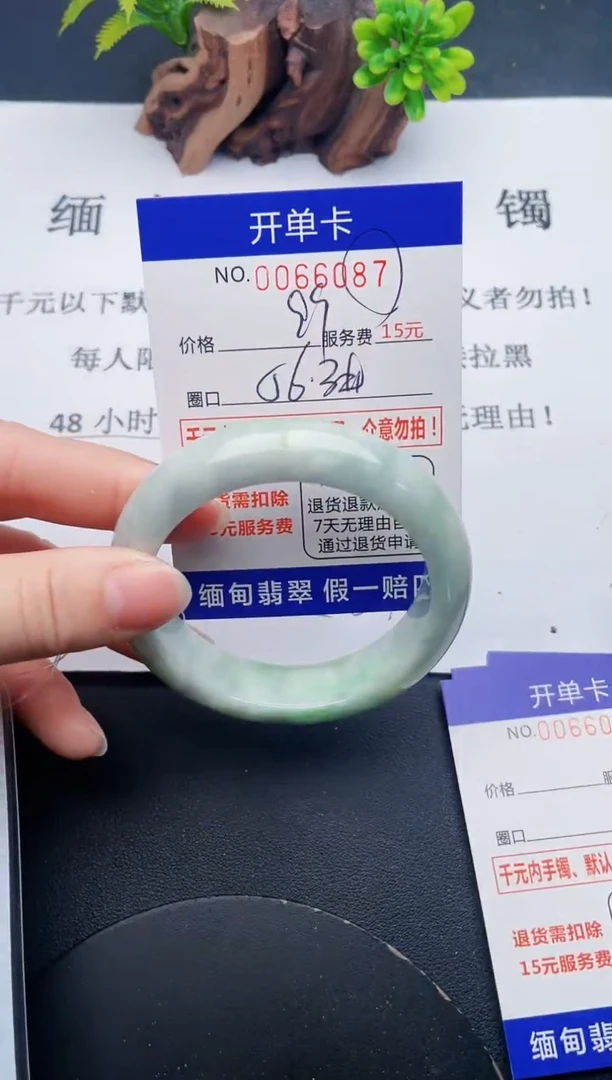 缅 镯
开单卡
NO.0066087
千元以下默 义者勿拍！
价格 服务费 15元
每人 拉黑
圈口 56.3
48 小时 无理由！
介意勿拍！
货需扣除
元服务费
退货退款
7天无理由
通过退货申请
缅甸翡翠 假一赔
开单卡
NO.00660
价格
圈口
千元内手镯、默认
退货需扣除
15元服务费
缅甸翡